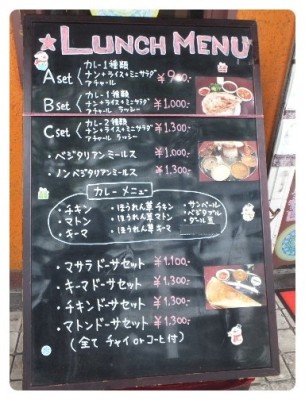 ★LUNCH MENU
カレー1種類
A set ナン+ライス+ミニサラダ ¥900-
アチャール
カレー1種類
B set ナン+ライス+ミニサラダ ¥1.000-
アチャール ラッシー
カレー2種類
C set ナン+ライス+ミニサラダ ¥1.300-
アチャール ラッシー
・ベジタリアンミールス ¥1.000-
・ノンベジタリアンミールス ¥1.300-
カレーメニュー
・チキン ・ほうれん草チキン ・サンバール
・マトン ・ほうれん草マトン ・ベジタブル
・キーマ ・ほうれん草キーマ ・ダール豆
・マサラドーサセット ¥1.100-
・キーマドーサセット ¥1.300-
・チキンドーサセット ¥1.300-
・マトンドーサセット ¥1.300-
(全て チャイ or コーヒー付)